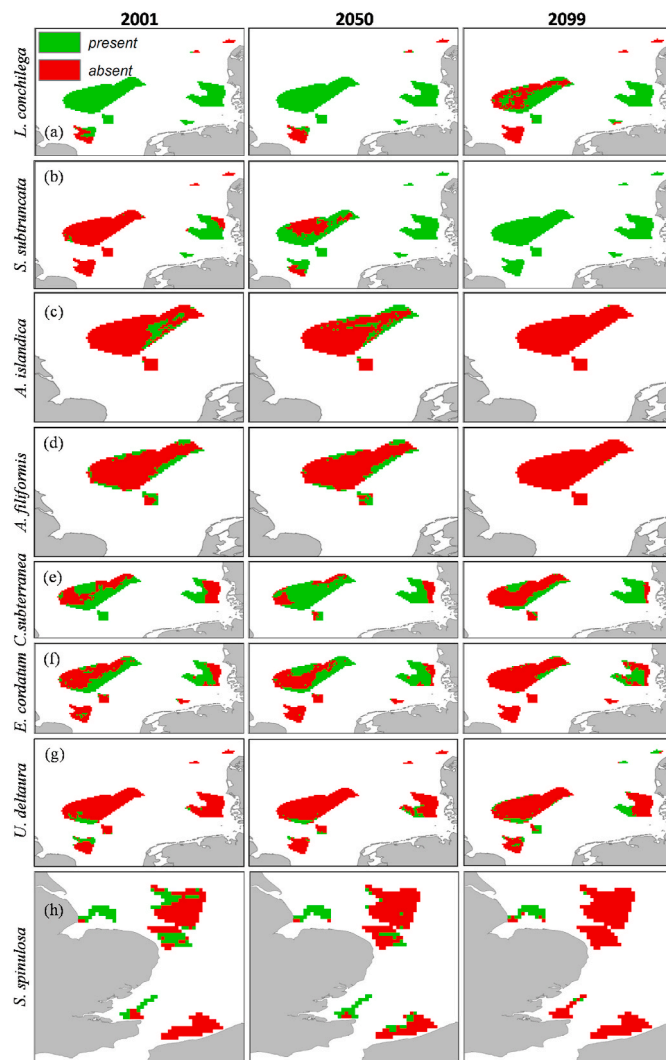 2001 2050 2099
present
absent
L. conchilega
(a)
S. subtruncata
(b)
A. islandica
(c)
A. filiformis
(d)
C.subterranea
(e)
E. cordatum
(f)
U. deltaura
(g)
S. spinulosa
(h)